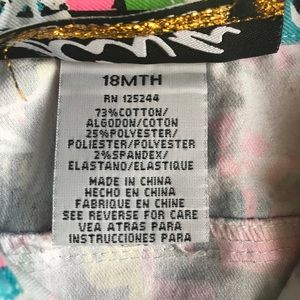 18MTH
RN 125244
73%COTTON/
ALGODON/COTON
25%POLYESTER/
POLIESTER/POLYESTER
2%SPANDEX/
ELASTANO/ELASTIQUE
MADE IN CHINA
HECHO EN CHINA
FABRIQUE EN CHINE
SEE REVERSE FOR CARE
VEA ATRAS PARA
INSTRUCCIONES PARA